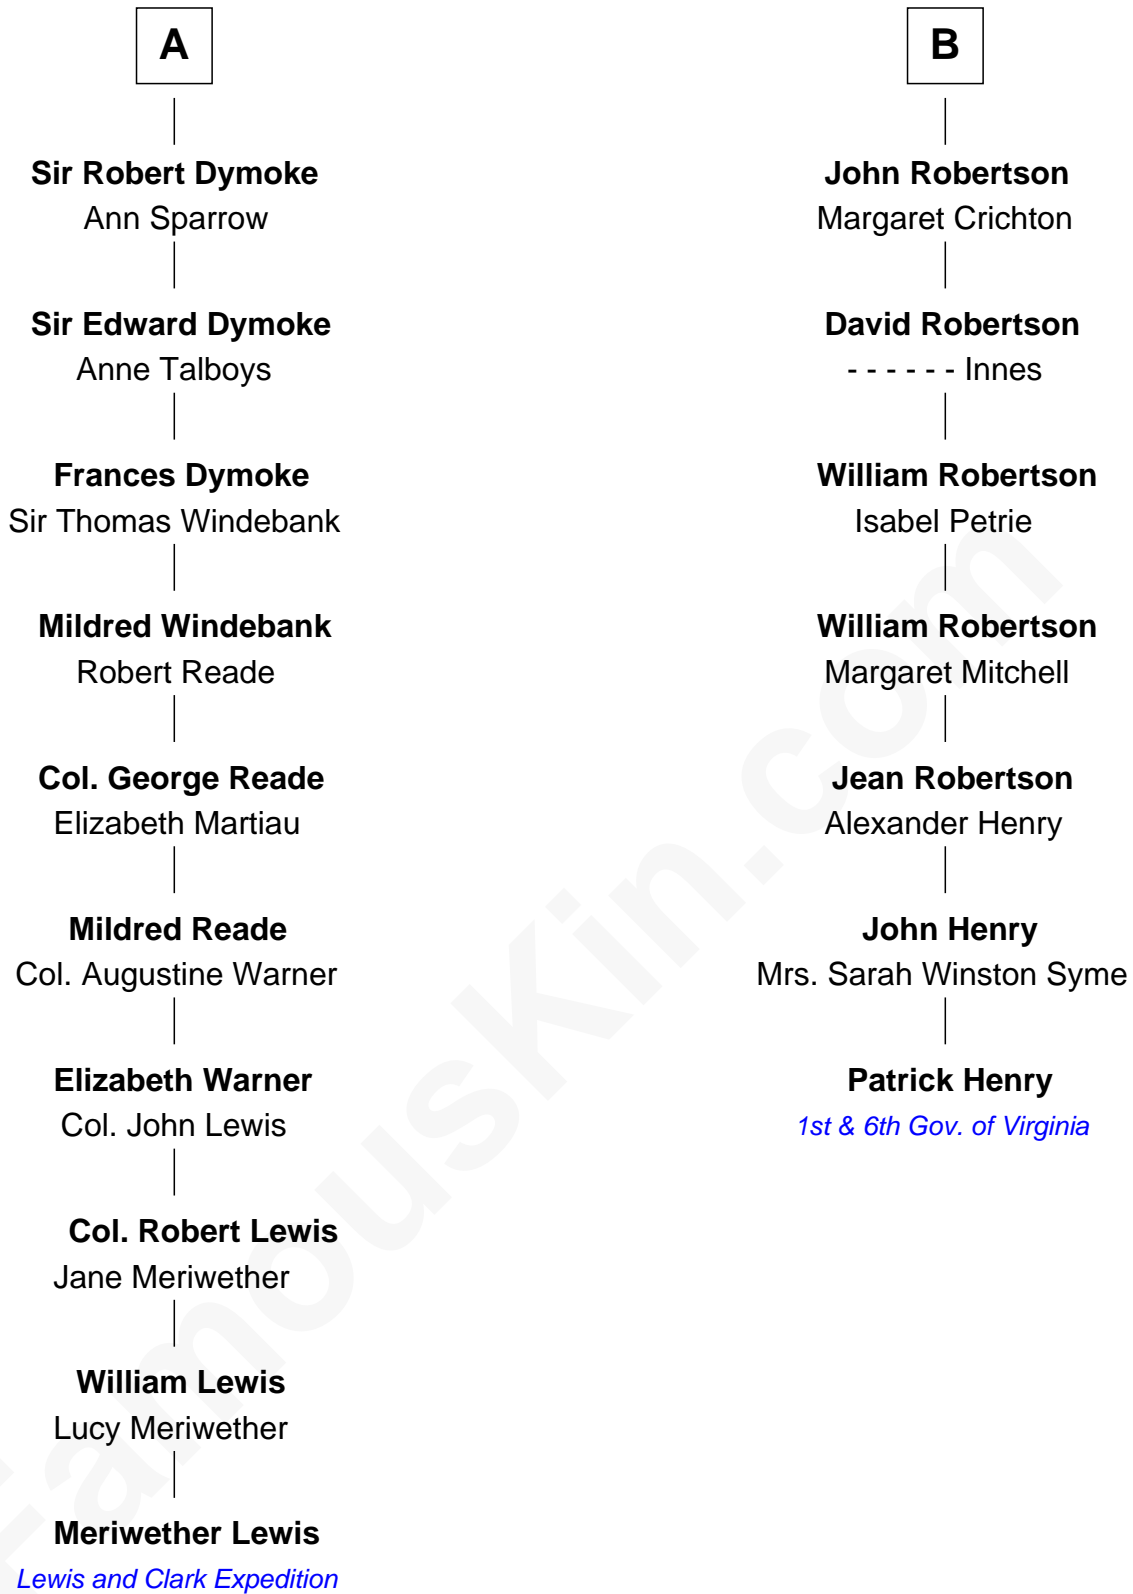 A
Sir Robert Dymoke
Ann Sparrow
Sir Edward Dymoke
Anne Talboys
Frances Dymoke
Sir Thomas Windebank
Mildred Windebank
Robert Reade
Col. George Reade
Elizabeth Martiau
Mildred Reade
Col. Augustine Warner
Elizabeth Warner
Col. John Lewis
Col. Robert Lewis
Jane Meriwether
William Lewis
Lucy Meriwether
Meriwether Lewis
Lewis and Clark Expedition
B
John Robertson
Margaret Crichton
David Robertson
- - - - - - Innes
William Robertson
Isabel Petrie
William Robertson
Margaret Mitchell
Jean Robertson
Alexander Henry
John Henry
Mrs. Sarah Winston Syme
Patrick Henry
1st & 6th Gov. of Virginia
FamousKin.com